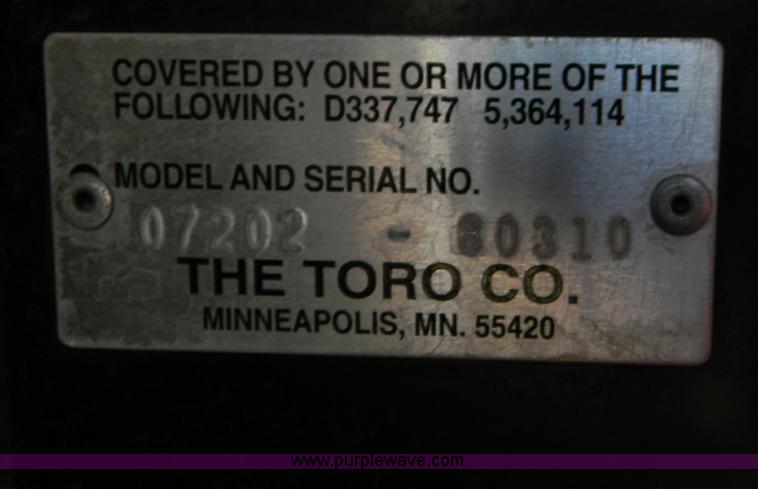 COVERED BY ONE OR MORE OF THE
FOLLOWING: D337,747 5,364,114
MODEL AND SERIAL NO.
07202 - 80310
THE TORO CO.
MINNEAPOLIS, MN. 55420
www.purplewave.com